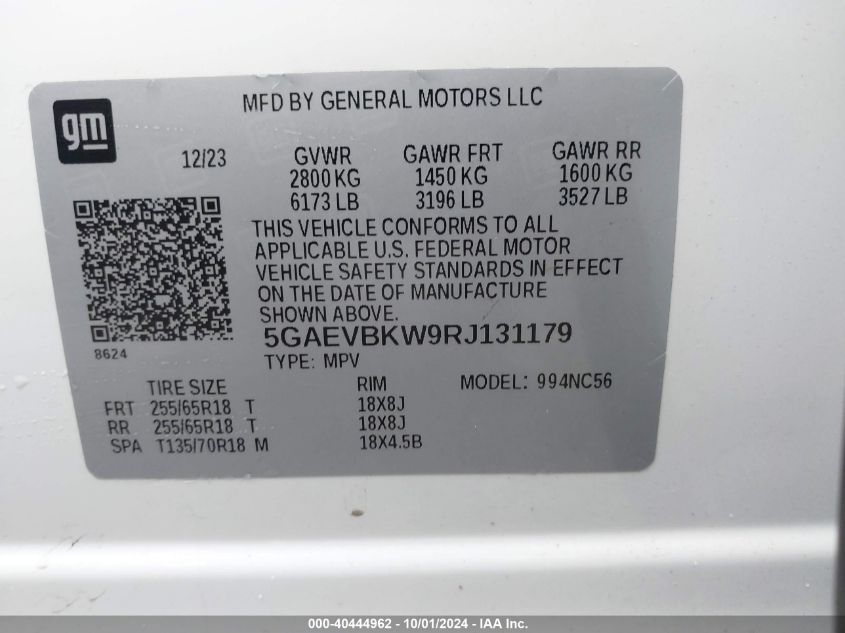 MFD BY GENERAL MOTORS LLC
gm
12/23 GVWR GAWR FRT GAWR RR
2800 KG 1450 KG 1600 KG
6173 LB 3196 LB 3527 LB
THIS VEHICLE CONFORMS TO ALL
APPLICABLE U.S. FEDERAL MOTOR
VEHICLE SAFETY STANDARDS IN EFFECT
ON THE DATE OF MANUFACTURE
SHOWN ABOVE.
5GAEVBKW9RJ131179
8624
TYPE: MPV
TIRE SIZE RIM MODEL: 994NC56
FRT 255/65R18 T 18X8J
RR 255/65R18 T 18X8J
SPA T135/70R18 M 18X4.5B
000-40444962 - 10/01/2024 - IAA Inc.